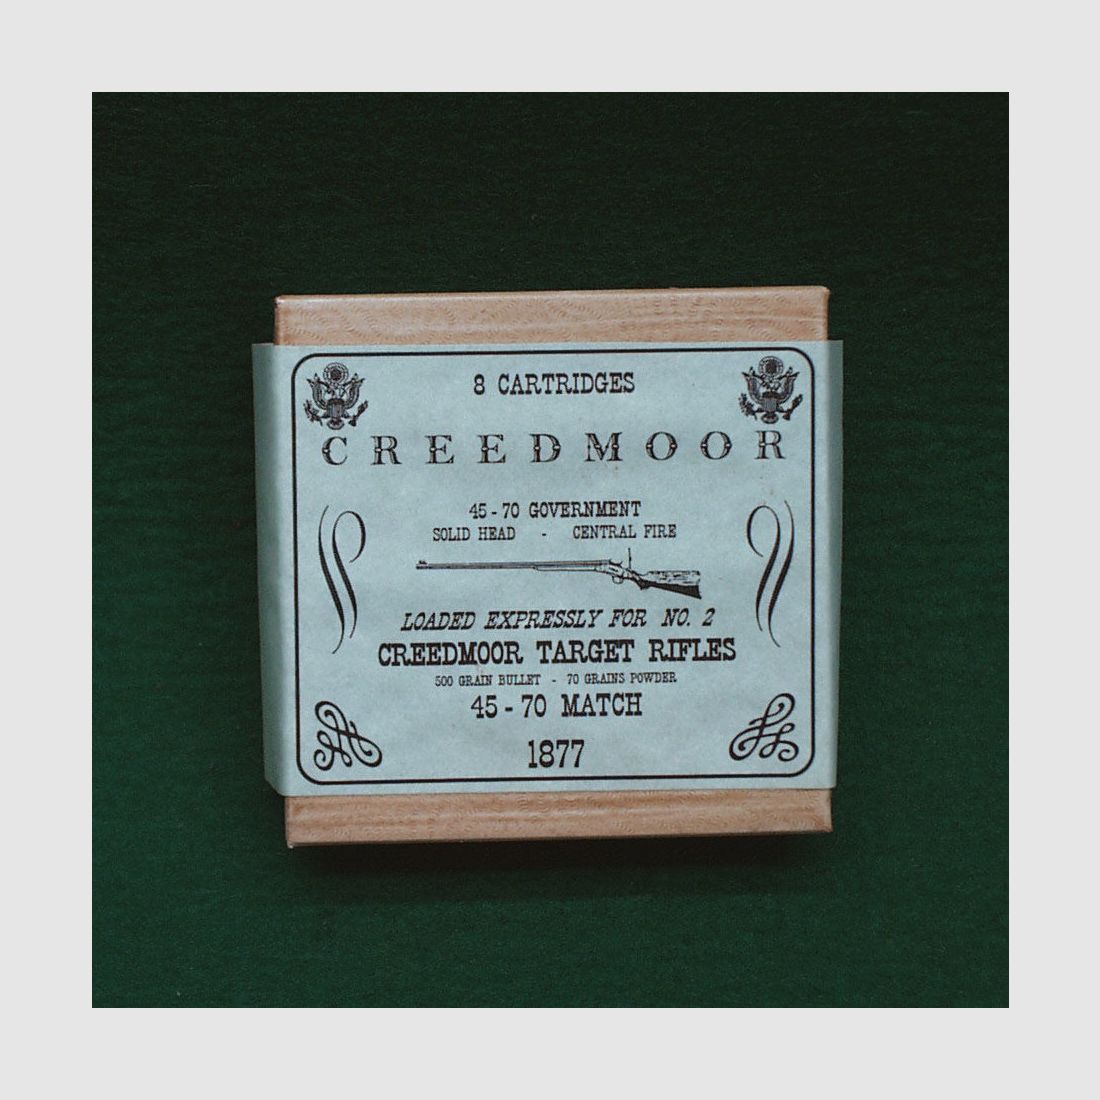 8 CARTRIDGES
CREEDMOOR
45-70 GOVERNMENT
SOLID HEAD - CENTRAL FIRE
LOADED EXPRESSLY FOR NO. 2
CREEDMOOR TARGET RIFLES
500 GRAIN BULLET - 70 GRAINS POWDER
45-70 MATCH
1877